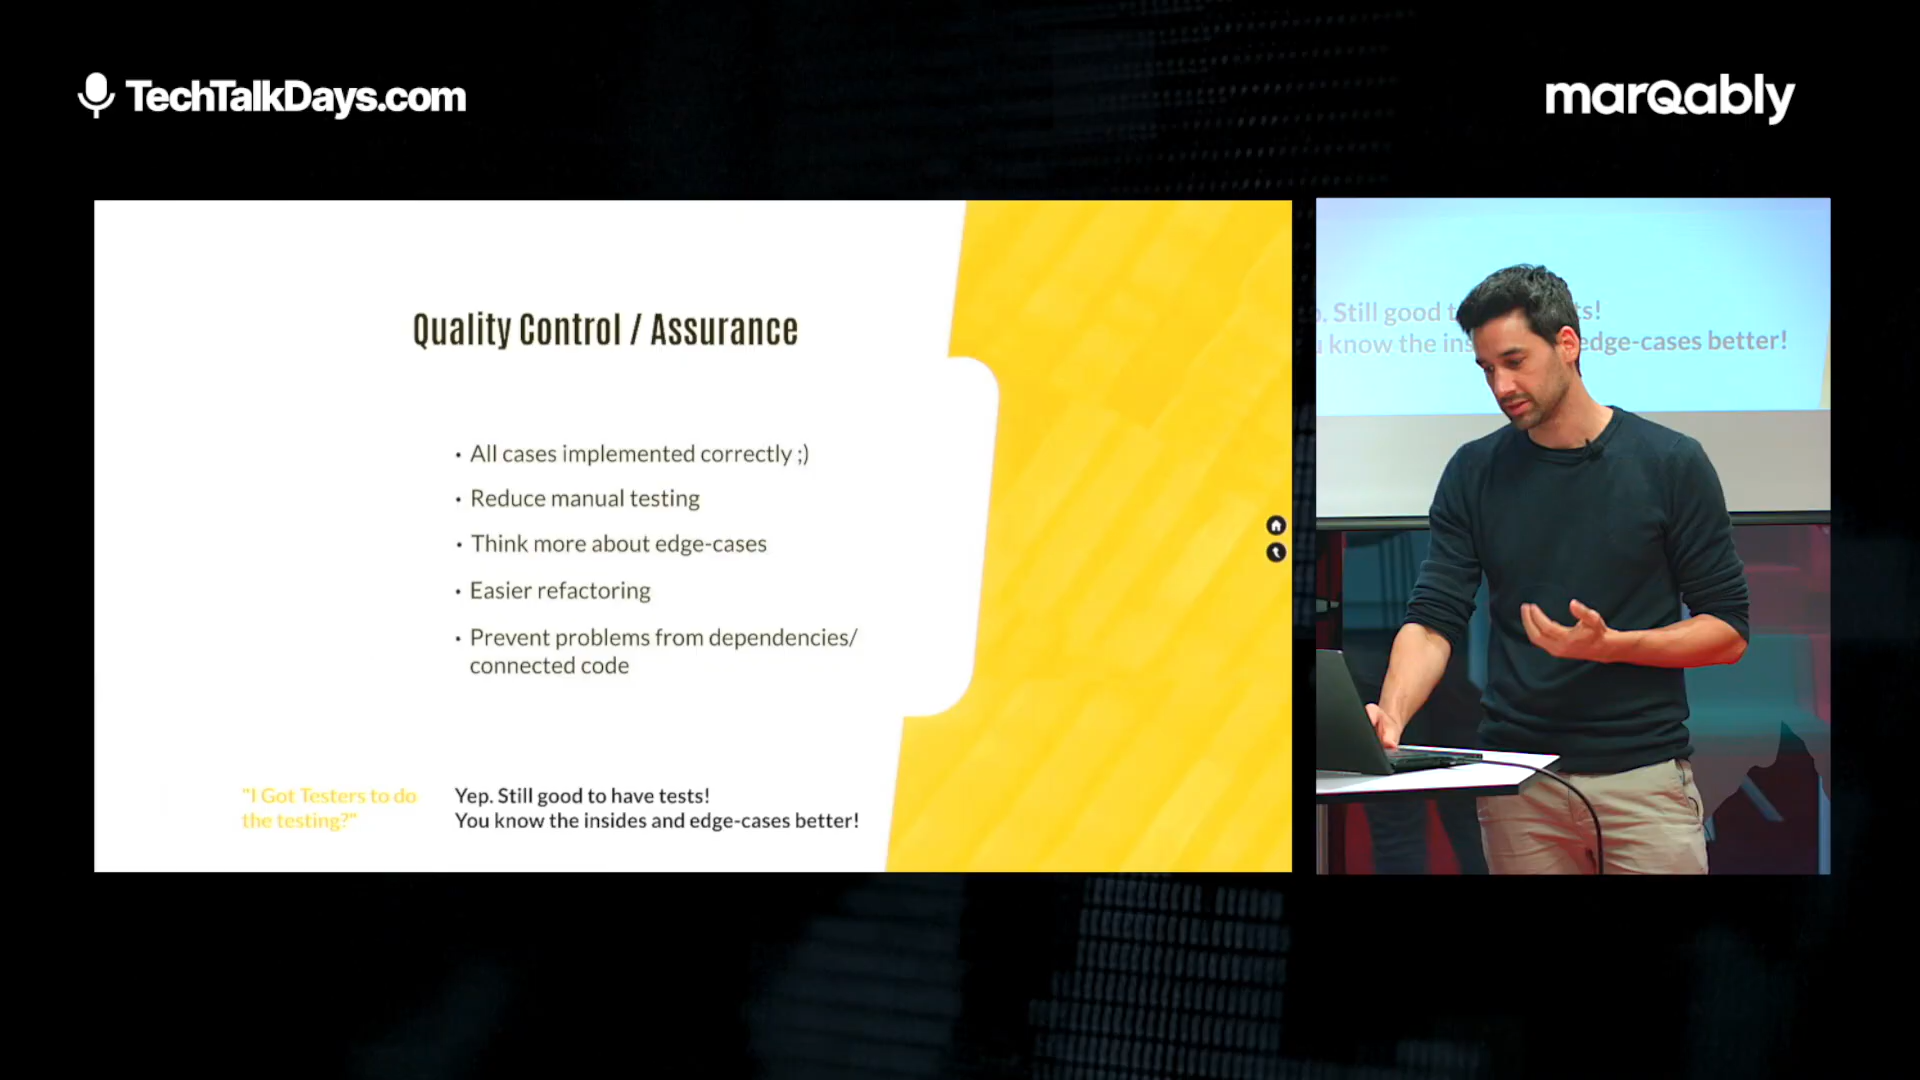 TechTalkDays.com
marQably
Quality Control / Assurance
• All cases implemented correctly ;)
• Reduce manual testing
• Think more about edge-cases
• Easier refactoring
• Prevent problems from dependencies/
connected code
"I Got Testers to do
the testing?"
Yep. Still good to have tests!
You know the insides and edge-cases better!
Still good
know the
edge-cases better!